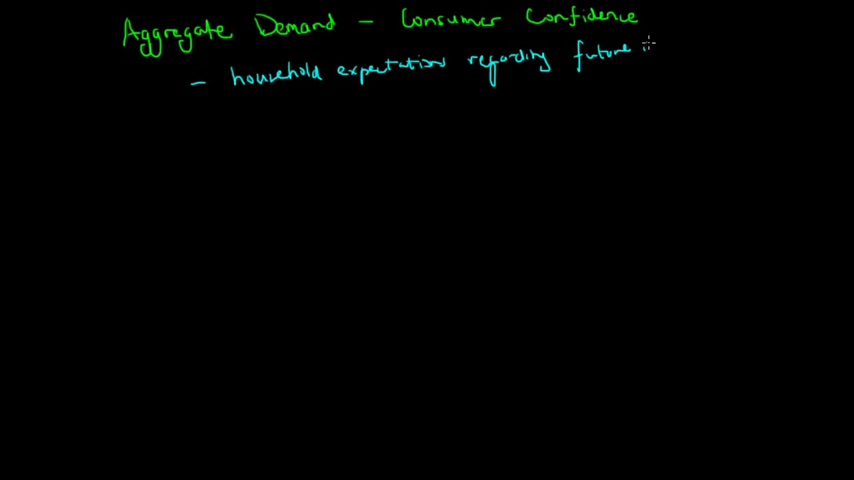 Aggregate Demand - Consumer Confidence
- household expectations regarding future